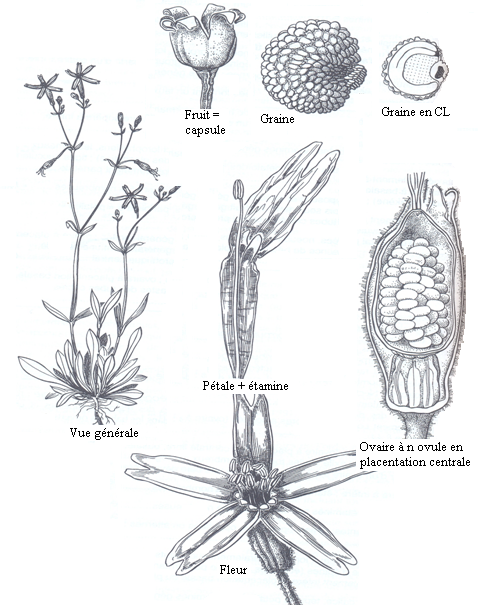 Fruit =
capsule
Graine
Graine en CL
Pétale + étamine
Vue générale
Ovaire à n ovule en
placentation centrale
Fleur